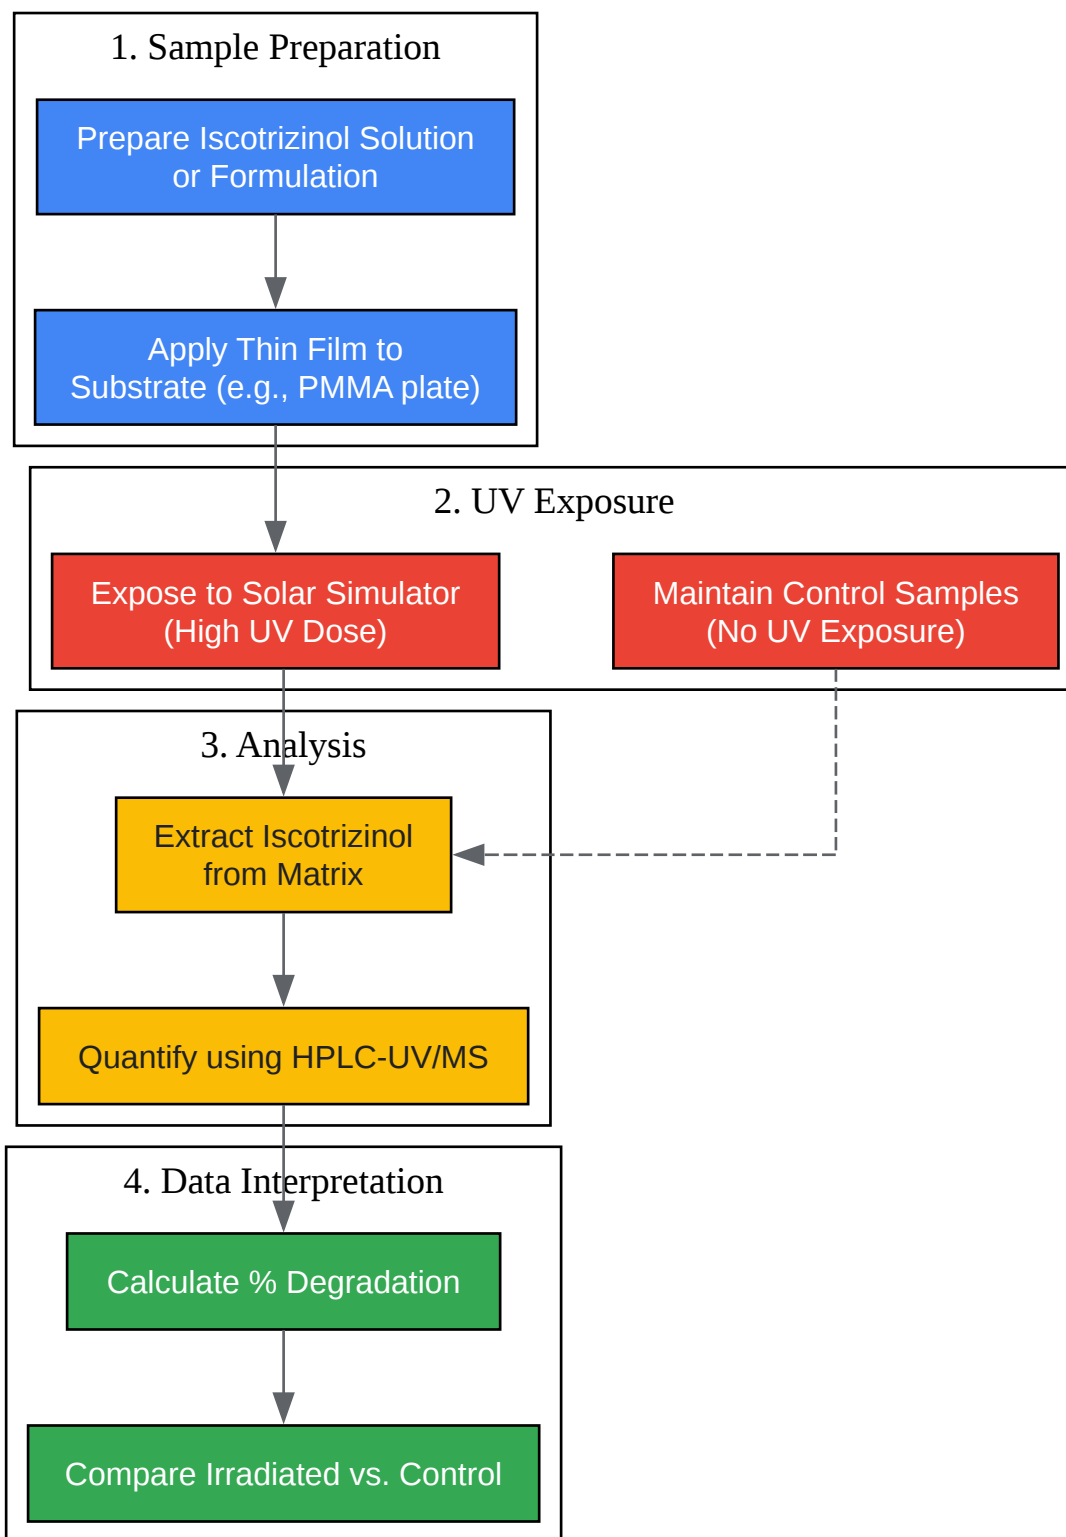 1. Sample Preparation
Prepare Iscotrizinol Solution
or Formulation
Apply Thin Film to
Substrate (e.g., PMMA plate)
2. UV Exposure
Expose to Solar Simulator
(High UV Dose)
Maintain Control Samples
(No UV Exposure)
3. Analysis
Extract Iscotrizinol
from Matrix
Quantify using HPLC-UV/MS
4. Data Interpretation
Calculate % Degradation
Compare Irradiated vs. Control